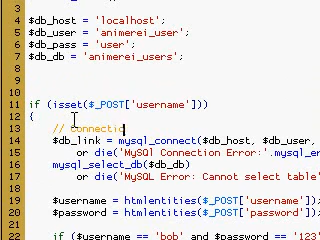 3
4 $db_host = 'localhost';
5 $db_user = 'animerei_user';
6 $db_pass = 'user';
7 $db_db = 'animerei_users';
8
9
10
11 if (isset($_POST['username']))
12 {
13 // Connectic
14 $db_link = mysql_connect($db_host, $db_user,
15 or die('MySQl Connection Error:'.mysql_er
16 mysql_select_db($db_db)
17 or die('MySQL Error: Cannot select table'
18
19 $username = htmlentities($_POST['username']);
20 $password = htmlentities($_POST['password']);
21
22 if ($username == 'bob' and $password == '123'